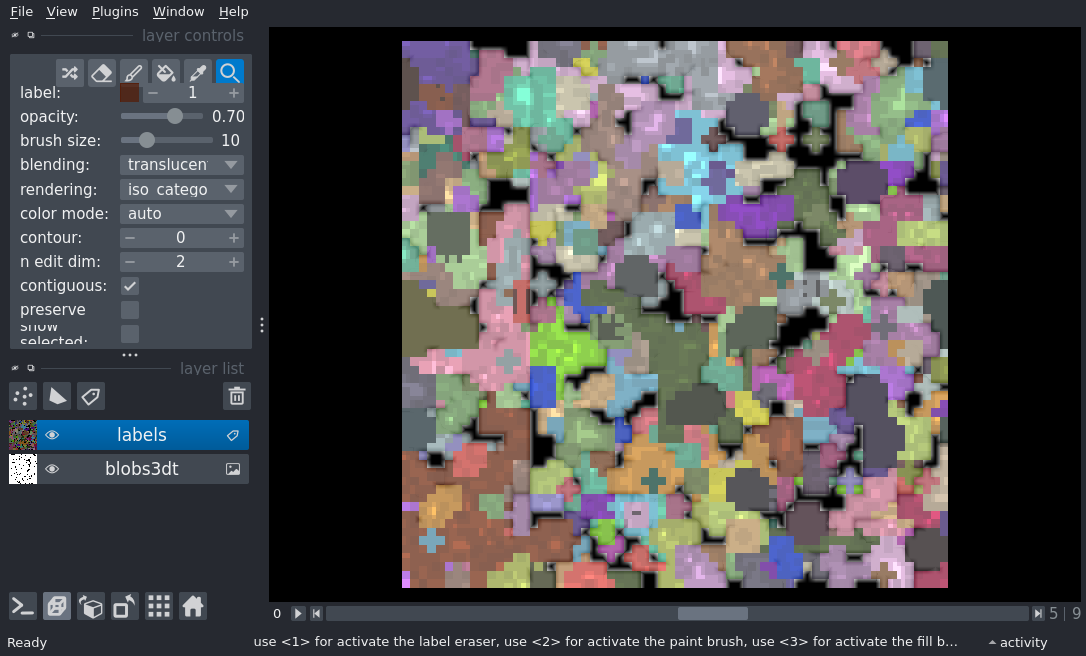 File View Plugins Window Help
layer controls
label: 1
opacity: 0.70
brush size: 10
blending: translucen
rendering: iso_catego
color mode: auto
contour: 0
n edit dim: 2
contiguous:
preserve
show
selected:
layer list
labels
blobs3dt
0 5 | 9
Ready use <1> for activate the label eraser, use <2> for activate the paint brush, use <3> for activate the fill b... activity